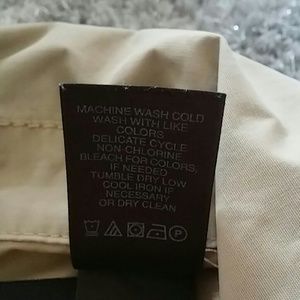 MACHINE WASH COLD
WASH WITH LIKE
COLORS
DELICATE CYCLE
NON-CHLORINE
BLEACH FOR COLORS,
IF NEEDED
TUMBLE DRY LOW
COOL IRON IF
NECESSARY
OR DRY CLEAN
P